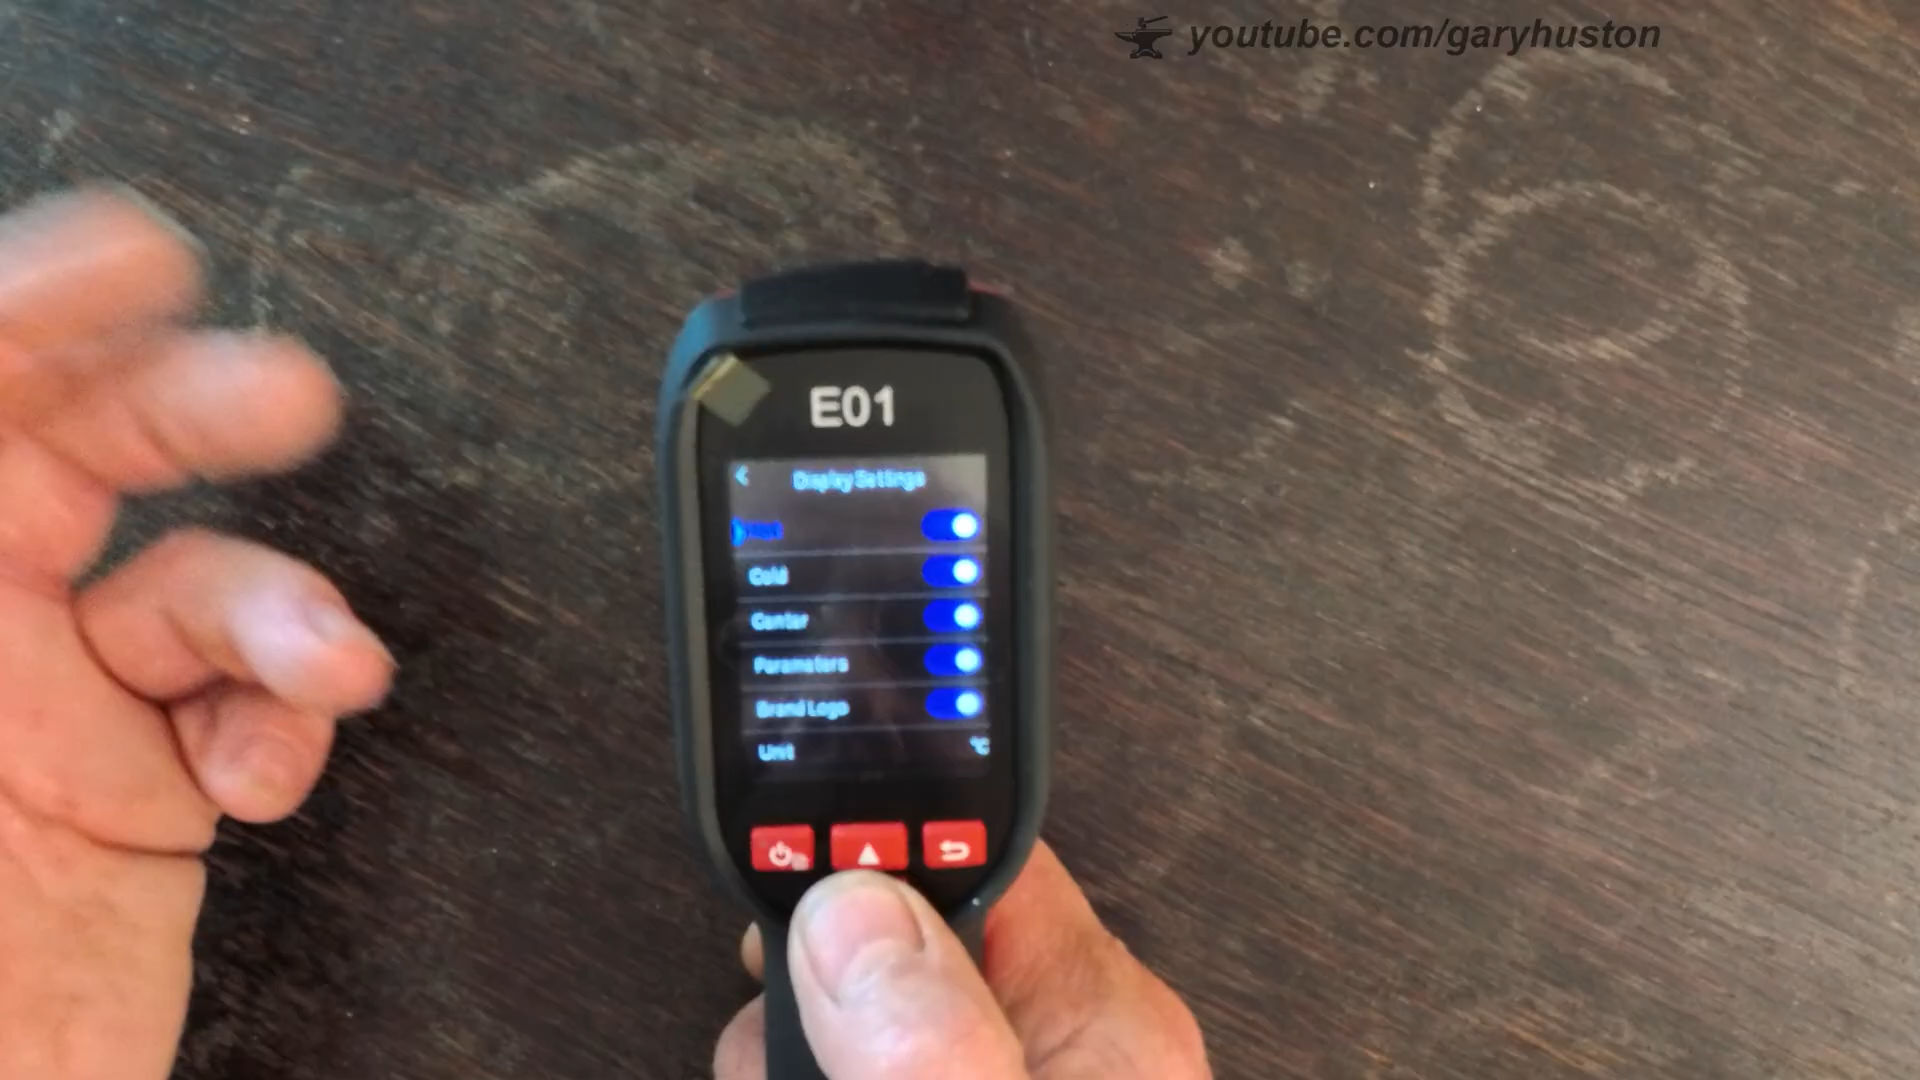 youtube.com/garyhuston
E01
Display Settings
Cold
Center
Parameters
Brand Logo
Unit °C